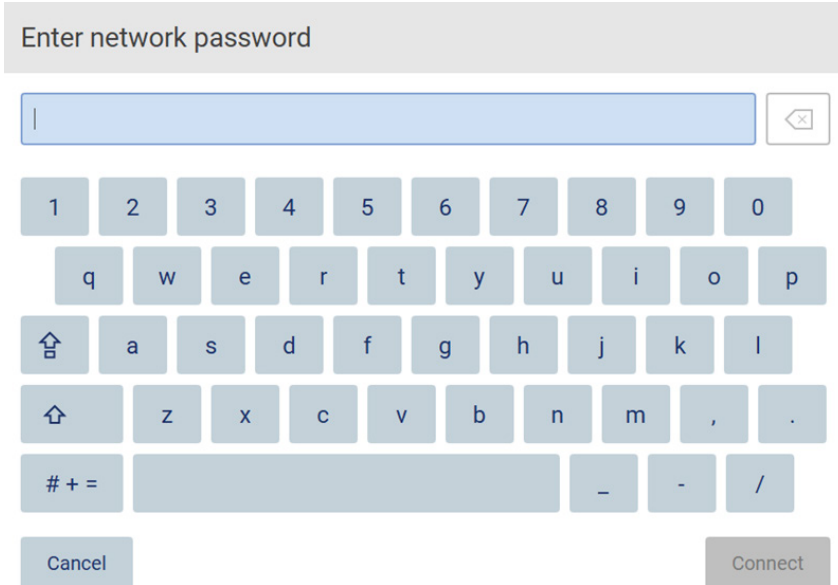 Enter network password
1 2 3 4 5 6 7 8 9 0
q w e r t y u i o p
a s d f g h j k l
z x c v b n m , .
# + = _ - /
Cancel Connect